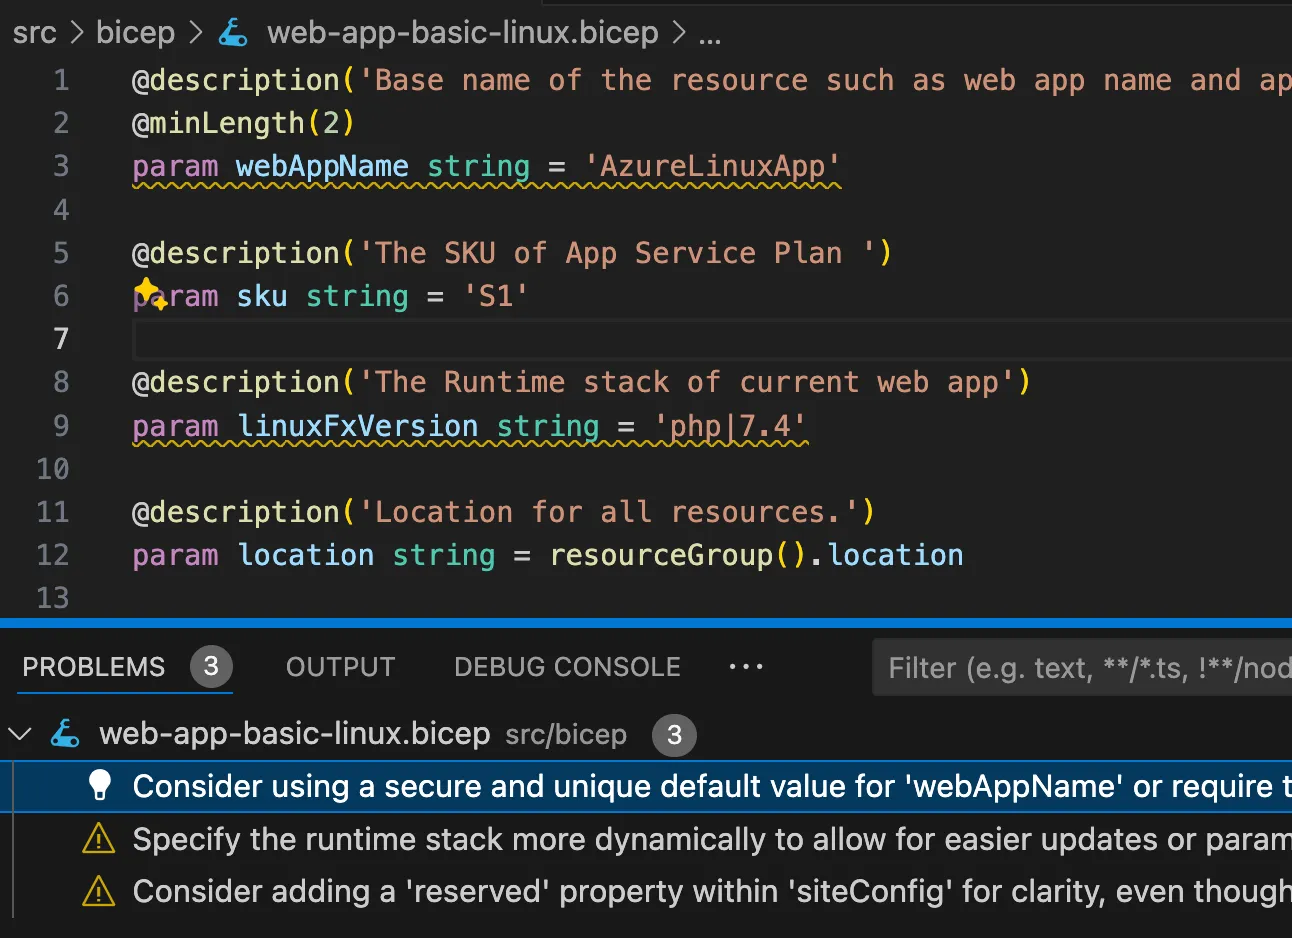 src > bicep > web-app-basic-linux.bicep > ...
1 @description('Base name of the resource such as web app name and ap
2 @minLength(2)
3 param webAppName string = 'AzureLinuxApp'
4
5 @description('The SKU of App Service Plan ')
6 param sku string = 'S1'
7
8 @description('The Runtime stack of current web app')
9 param linuxFxVersion string = 'php|7.4'
10
11 @description('Location for all resources.')
12 param location string = resourceGroup().location
13
PROBLEMS 3 OUTPUT DEBUG CONSOLE ··· Filter (e.g. text, **/*.ts, !**/nod
web-app-basic-linux.bicep src/bicep 3
Consider using a secure and unique default value for 'webAppName' or require t
Specify the runtime stack more dynamically to allow for easier updates or param
Consider adding a 'reserved' property within 'siteConfig' for clarity, even though